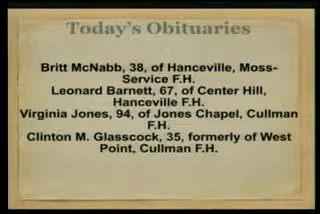 Today's Obituaries
Britt McNabb, 38, of Hanceville, Moss-
Service F.H.
Leonard Barnett, 67, of Center Hill,
Hanceville F.H.
Virginia Jones, 94, of Jones Chapel, Cullman
F.H.
Clinton M. Glasscock, 35, formerly of West
Point, Cullman F.H.